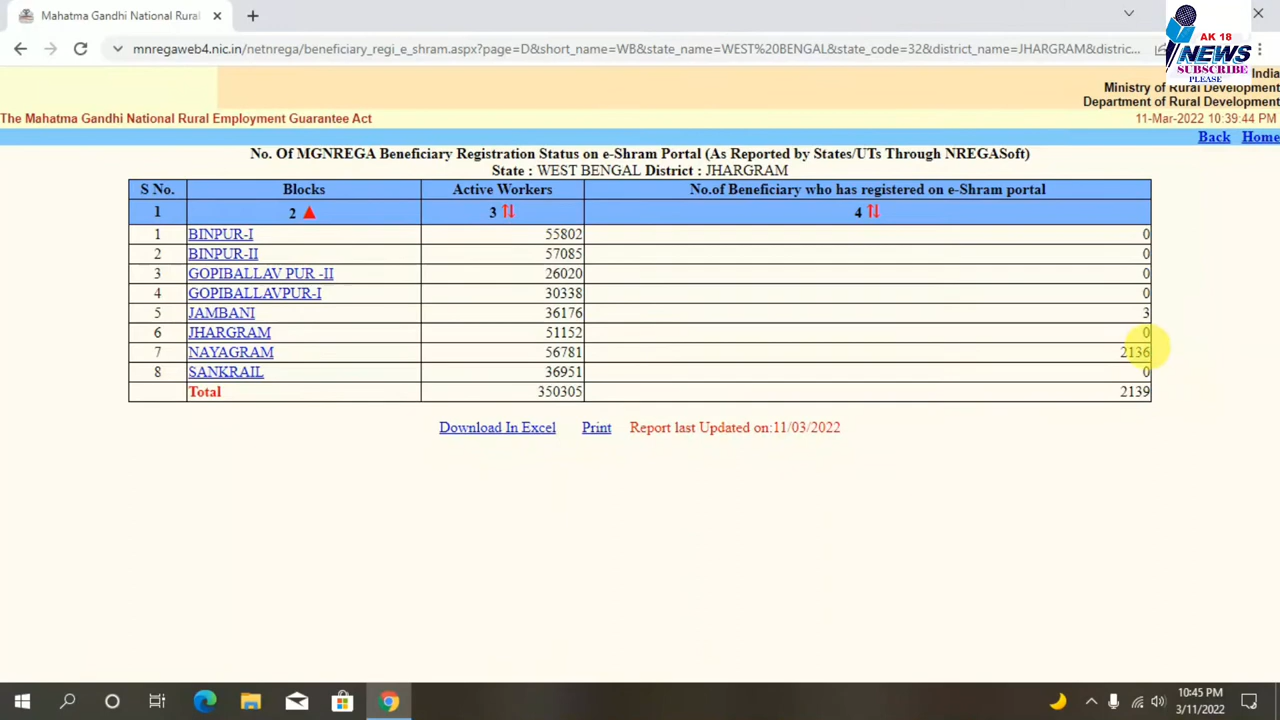 Mahatma Gandhi National Rural
mnregaweb4.nic.in/netnrega/beneficiary_regi_e_shram.aspx?page=D&short_name=WB&state_name=WEST%20BENGAL&state_code=32&district_name=JHARGRAM&distric...
AK 18
NEWS
SUBSCRIBE
PLEASE
India
Ministry of Rural Development
Department of Rural Development
The Mahatma Gandhi National Rural Employment Guarantee Act 11-Mar-2022 10:39:44 PM
Back Home
No. Of MGNREGA Beneficiary Registration Status on e-Shram Portal (As Reported by States/UTs Through NREGASoft)
State : WEST BENGAL District : JHARGRAM
S No. Blocks Active Workers No.of Beneficiary who has registered on e-Shram portal
1 2 3 4
1 BINPUR-I 55802 0
2 BINPUR-II 57085 0
3 GOPIBALLAV PUR -II 26020 0
4 GOPIBALLAVPUR-I 30338 0
5 JAMBANI 36176 3
6 JHARGRAM 51152 0
7 NAYAGRAM 56781 2136
8 SANKRAIL 36951 0
Total 350305 2139
Download In Excel Print Report last Updated on:11/03/2022
10:45 PM
3/11/2022